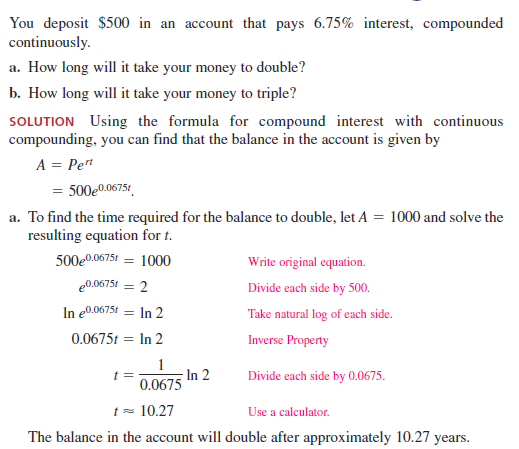 You deposit $500 in an account that pays 6.75% interest, compounded
continuously.
a. How long will it take your money to double?
b. How long will it take your money to triple?
SOLUTION Using the formula for compound interest with continuous
compounding, you can find that the balance in the account is given by
A = Pe^{rt}
= 500e^{0.0675t}.
a. To find the time required for the balance to double, let A = 1000 and solve the
resulting equation for t.
500e^{0.0675t} = 1000 Write original equation.
e^{0.0675t} = 2 Divide each side by 500.
ln e^{0.0675t} = ln 2 Take natural log of each side.
0.0675t = ln 2 Inverse Property
t = \frac{1}{0.0675} ln 2 Divide each side by 0.0675.
t ≈ 10.27 Use a calculator.
The balance in the account will double after approximately 10.27 years.